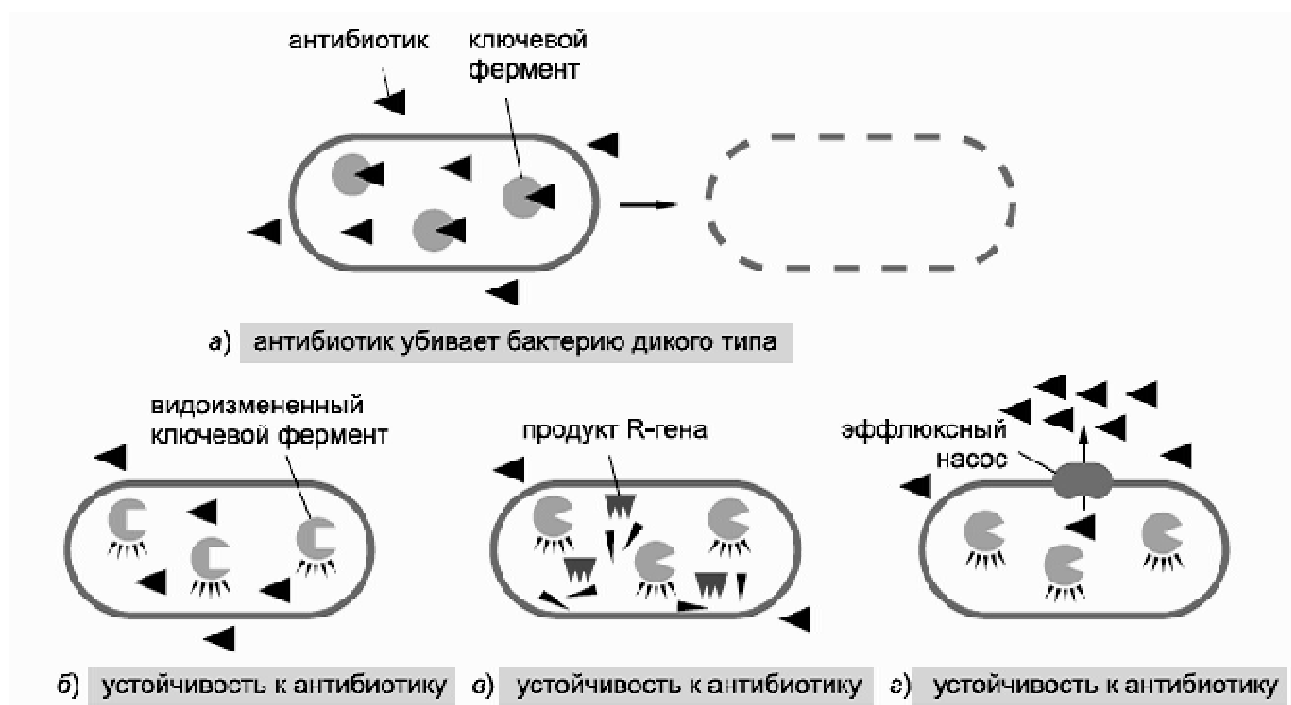 антибиотик
ключевой
фермент
а) антибиотик убивает бактерию дикого типа
видоизмененный
ключевой фермент
продукт R-гена
эффлюксный
насос
б) устойчивость к антибиотику
в) устойчивость к антибиотику
г) устойчивость к антибиотику